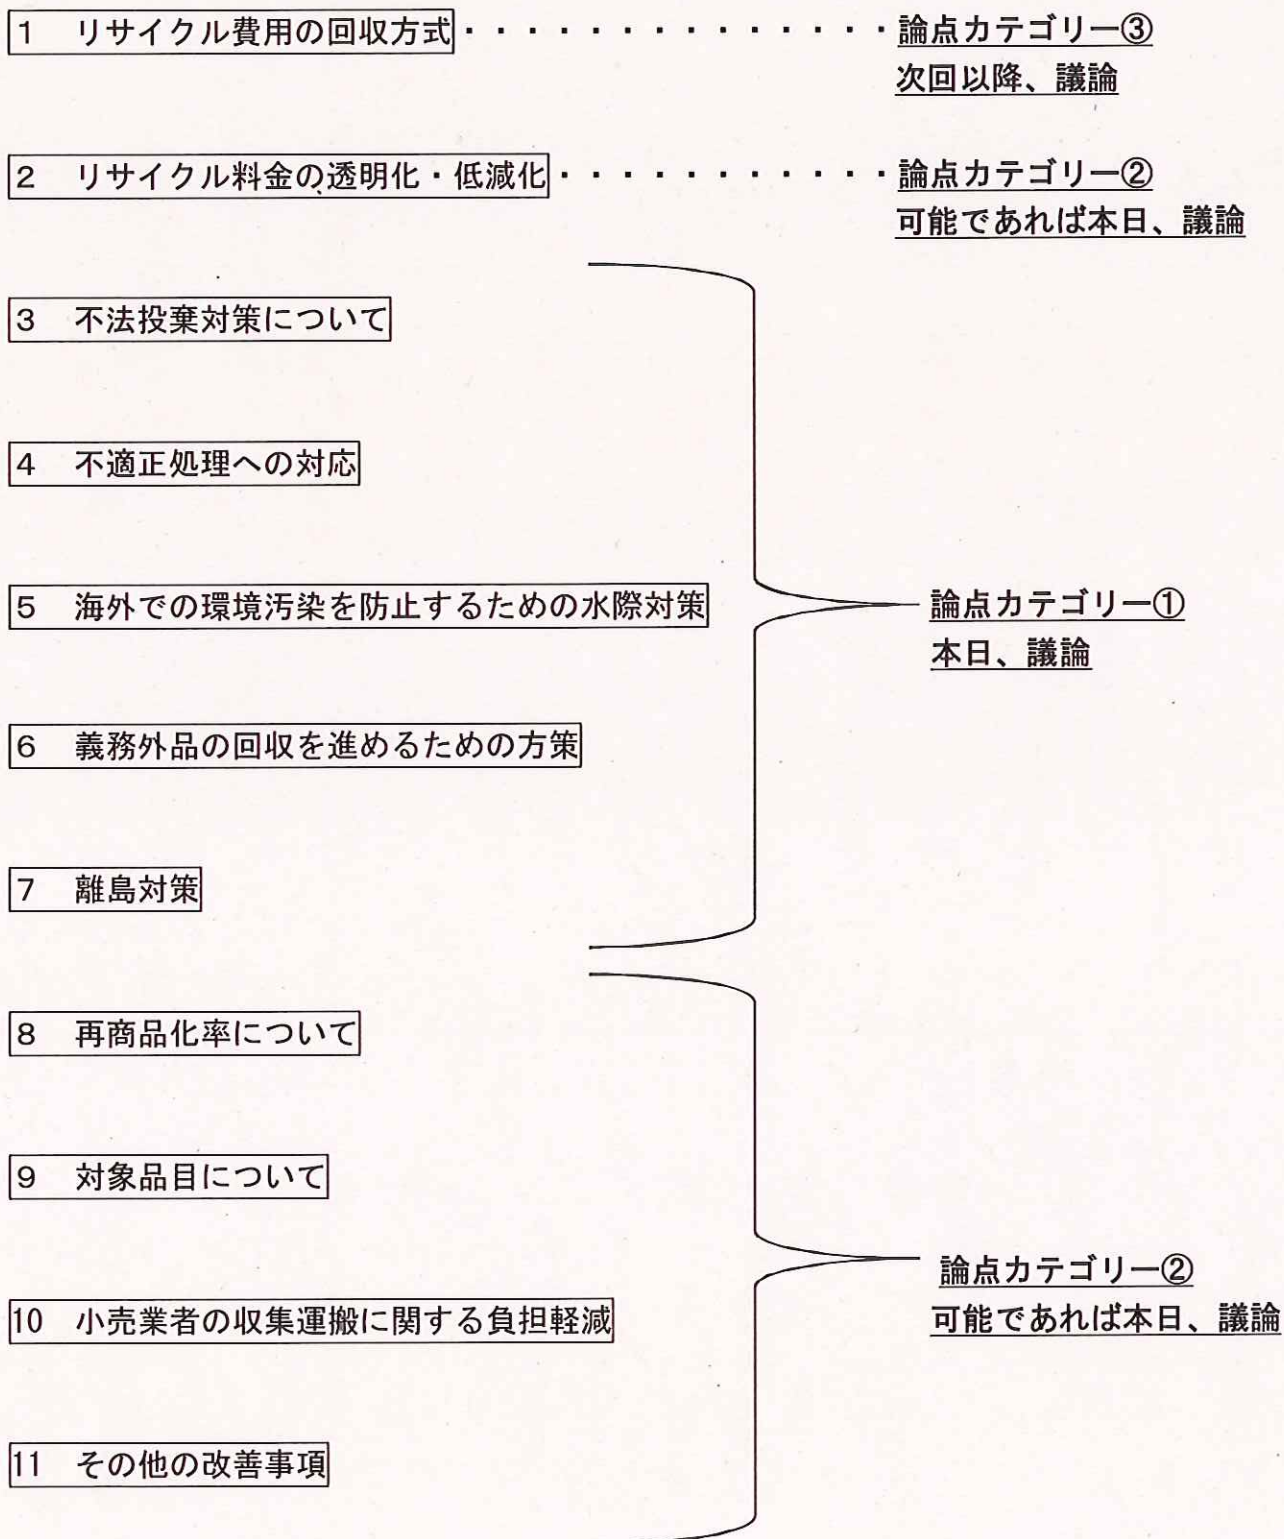 1　リサイクル費用の回収方式・・・・・・・・・・・・・・論点カテゴリー③
次回以降、議論
2　リサイクル料金の透明化・低減化・・・・・・・・・・・論点カテゴリー②
可能であれば本日、議論
3　不法投棄対策について
4　不適正処理への対応
5　海外での環境汚染を防止するための水際対策
論点カテゴリー①
本日、議論
6　義務外品の回収を進めるための方策
7　離島対策
8　再商品化率について
9　対象品目について
論点カテゴリー②
可能であれば本日、議論
10　小売業者の収集運搬に関する負担軽減
11　その他の改善事項